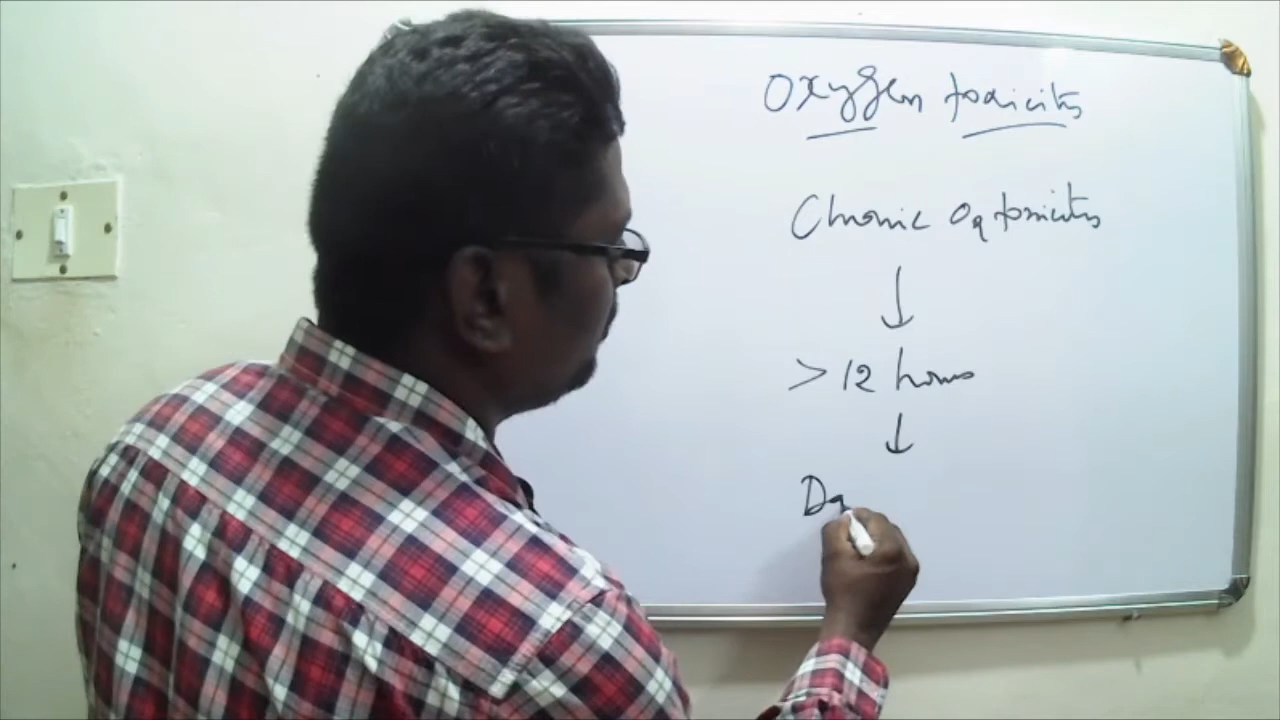 Oxygen toxicity
Chronic O2 toxicity
↓
> 12 hours
↓
Da